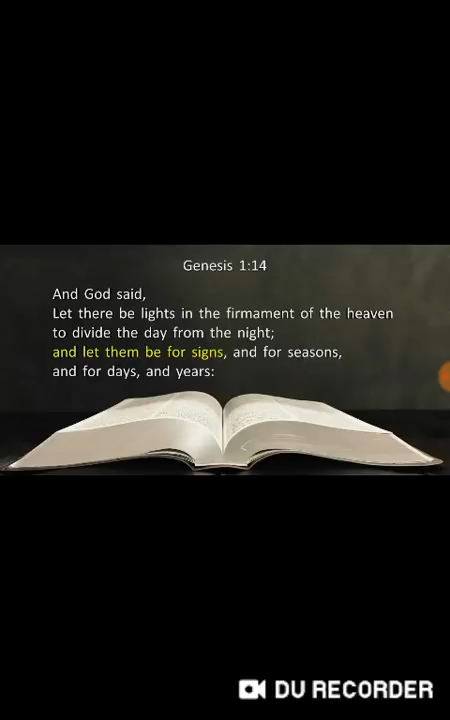 Genesis 1:14
And God said,
Let there be lights in the firmament of the heaven
to divide the day from the night;
and let them be for signs, and for seasons,
and for days, and years:
DU RECORDER